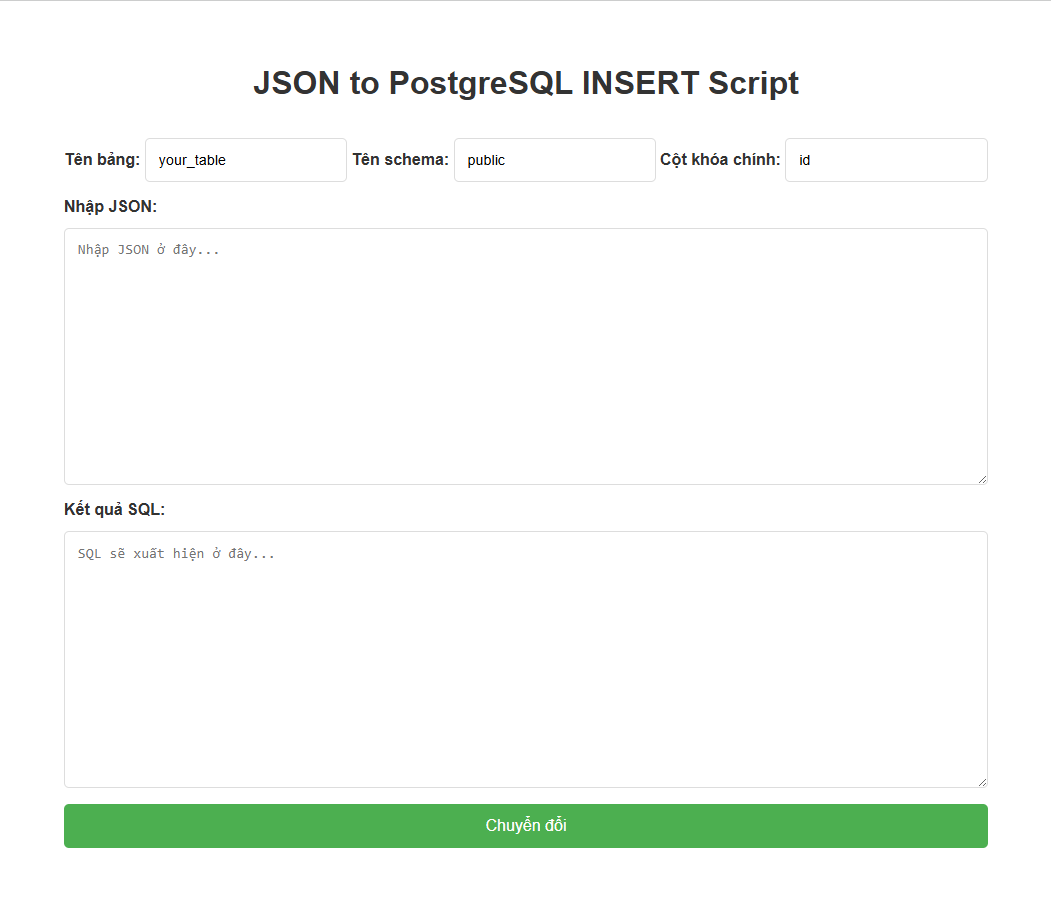 JSON to PostgreSQL INSERT Script
Tên bảng: your_table Tên schema: public Cột khóa chính: id
Nhập JSON:
Nhập JSON ở đây...
Kết quả SQL:
SQL sẽ xuất hiện ở đây...
Chuyển đổi